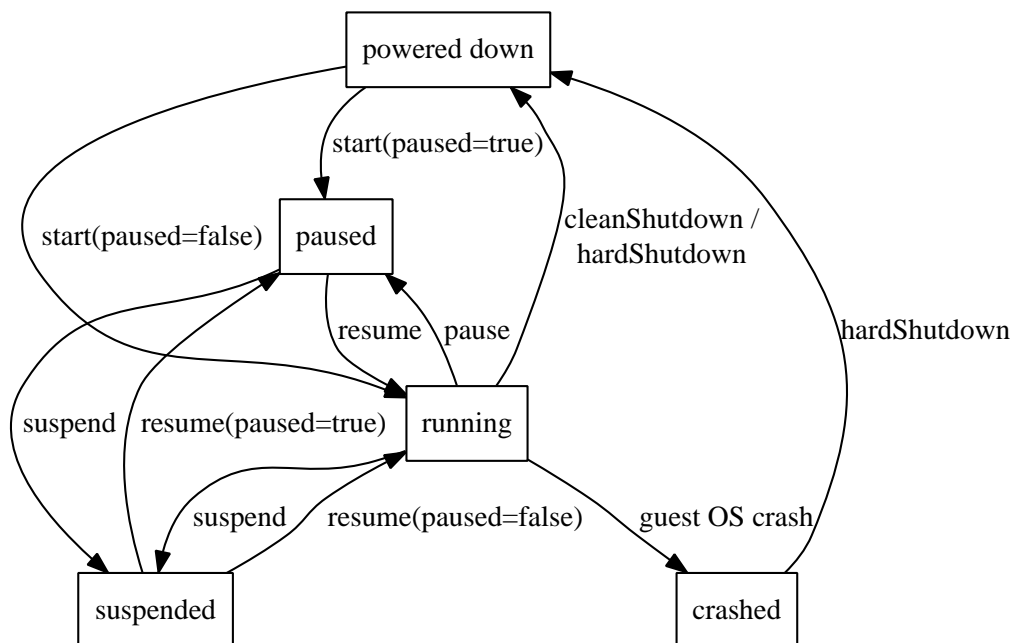 powered down
start(paused=true)
cleanShutdown /
hardShutdown
start(paused=false)
paused
resume
pause
hardShutdown
suspend
resume(paused=true)
running
suspend
resume(paused=false)
guest OS crash
suspended
crashed